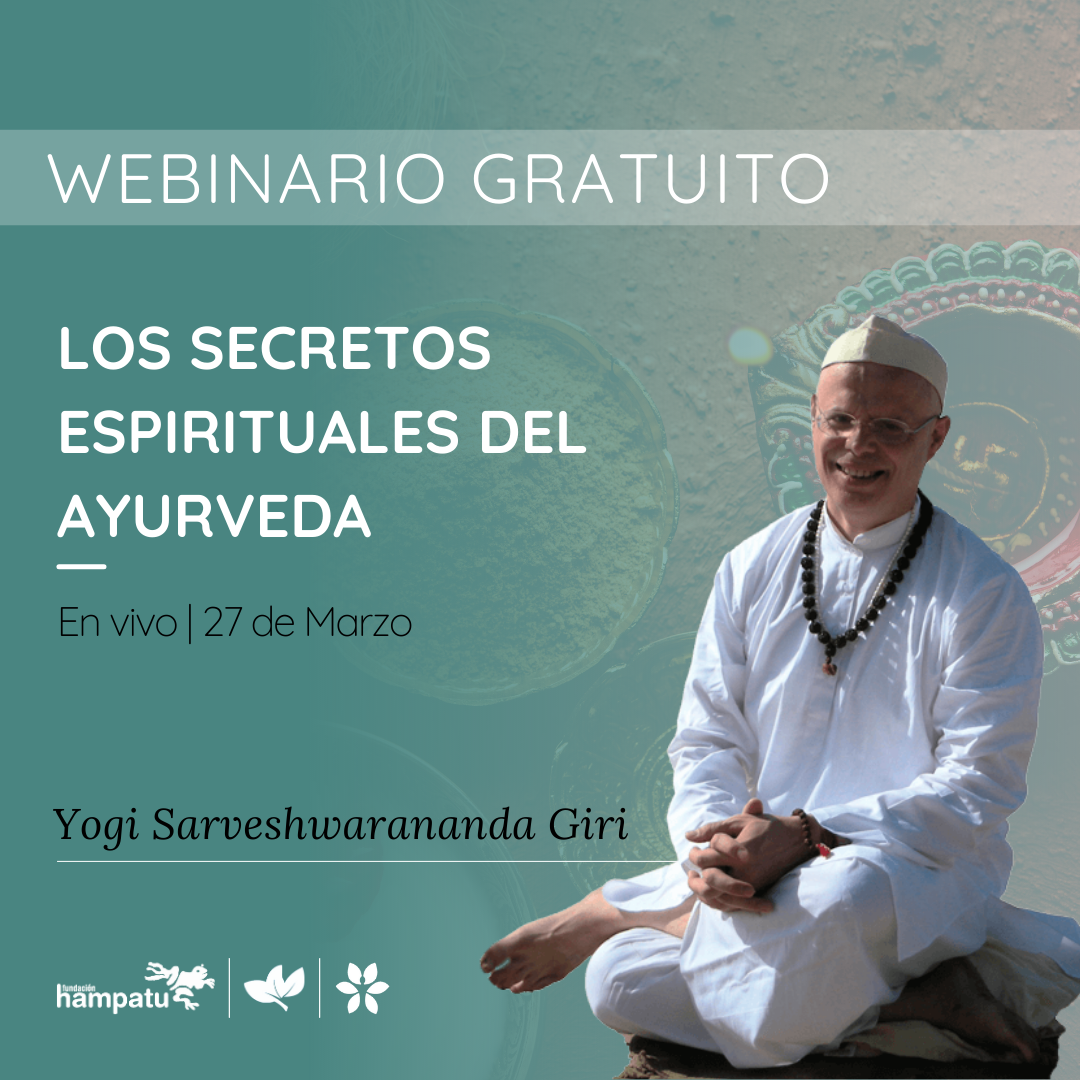 WEBINARIO GRATUITO
LOS SECRETOS
ESPIRITUALES DEL
AYURVEDA
En vivo | 27 de Marzo
Yogi Sarveshwarananda Giri
fundación
hampatu